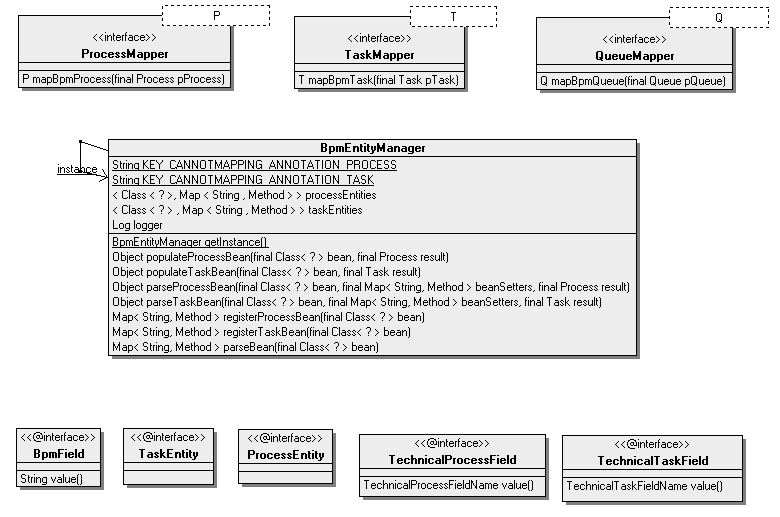 P
<<interface>>
ProcessMapper
P mapBpmProcess(final Process pProcess)
T
<<interface>>
TaskMapper
T mapBpmTask(final Task pTask)
Q
<<interface>>
QueueMapper
Q mapBpmQueue(final Queue pQueue)
instance
BpmEntityManager
String KEY_CANNOTMAPPING_ANNOTATION_PROCESS
String KEY_CANNOTMAPPING_ANNOTATION_TASK
< Class < ? >, Map < String , Method > > processEntities
< Class < ? > , Map < String , Method > > taskEntities
Log logger
BpmEntityManager getInstance()
Object populateProcessBean(final Class< ? > bean, final Process result)
Object populateTaskBean(final Class< ? > bean, final Task result)
Object parseProcessBean(final Class< ? > bean, final Map< String, Method > beanSetters, final Process result)
Object parseTaskBean(final Class< ? > bean, final Map< String, Method > beanSetters, final Task result)
Map< String, Method > registerProcessBean(final Class< ? > bean)
Map< String, Method > registerTaskBean(final Class< ? > bean)
Map< String, Method > parseBean(final Class< ? > bean)
<<@interface>>
BpmField
String value()
<<@interface>>
TaskEntity
<<@interface>>
ProcessEntity
<<@interface>>
TechnicalProcessField
TechnicalProcessFieldName value()
<<@interface>>
TechnicalTaskField
TechnicalTaskFieldName value()